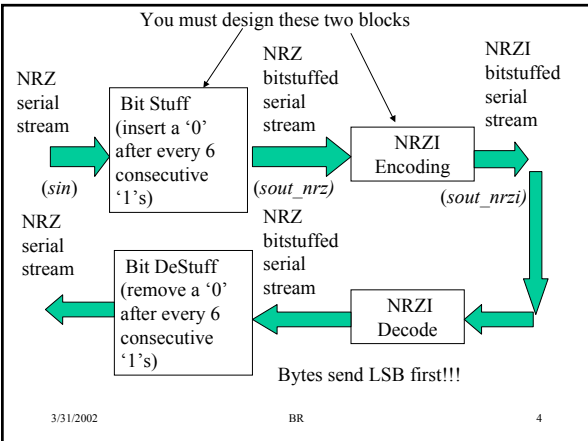 You must design these two blocks
NRZ
serial
stream
(sin)
Bit Stuff
(insert a ‘0’
after every 6
consecutive
‘1’s)
NRZ
bitstuffed
serial
stream
(sout_nrz)
NRZI
Encoding
NRZI
bitstuffed
serial
stream
(sout_nrzi)
NRZ
serial
stream
Bit DeStuff
(remove a ‘0’
after every 6
consecutive
‘1’s)
NRZ
bitstuffed
serial
stream
NRZI
Decode
Bytes send LSB first!!!
3/31/2002
BR
4